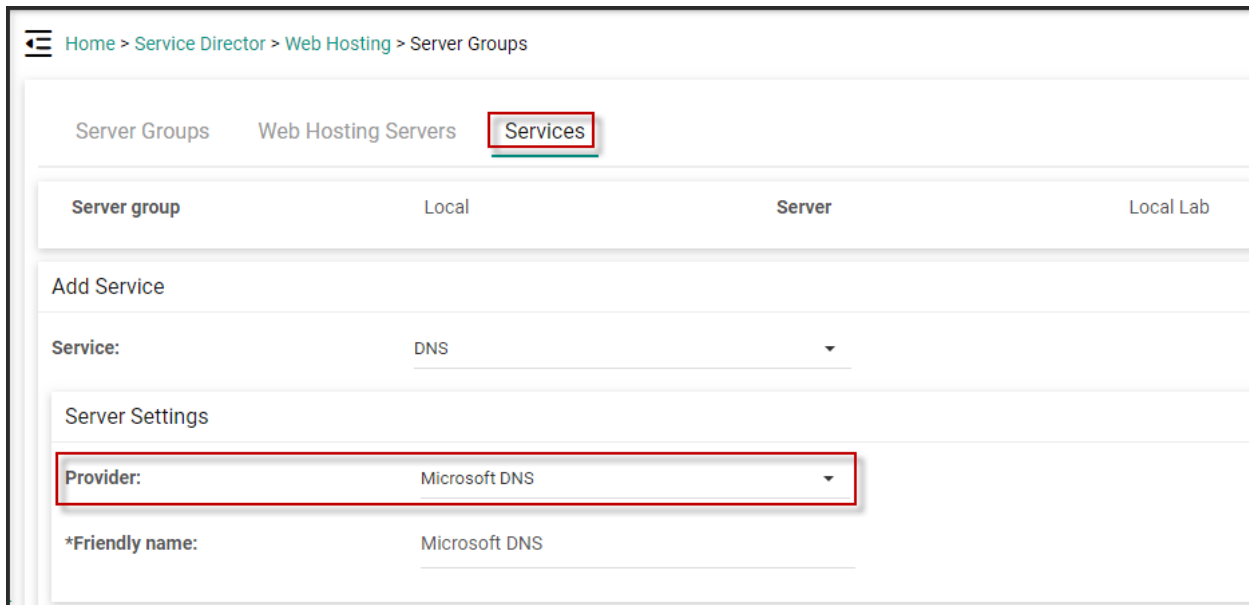 Home > Service Director > Web Hosting > Server Groups
Server Groups Web Hosting Servers Services
Server group Local Server Local Lab
Add Service
Service: DNS
Server Settings
Provider: Microsoft DNS
*Friendly name: Microsoft DNS